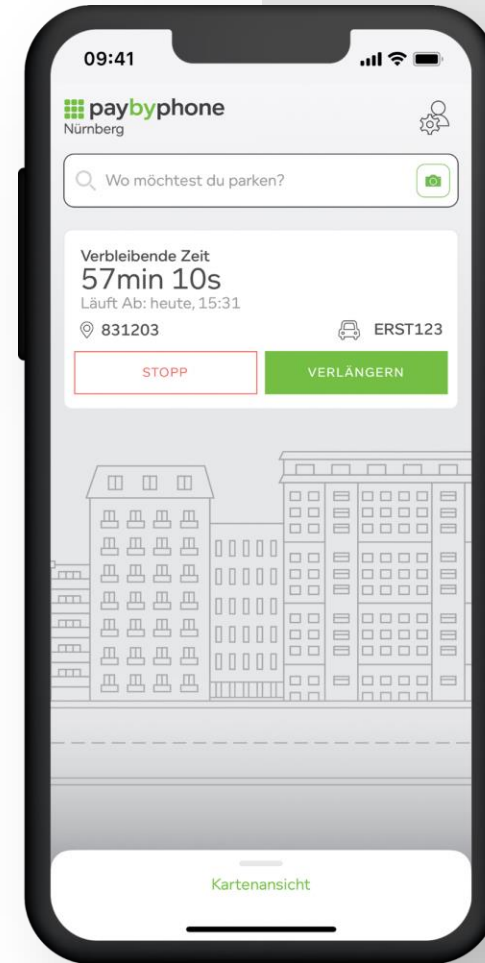 09:41
paybyphone
Nürnberg
Wo möchtest du parken?
Verbleibende Zeit
57min 10s
Läuft Ab: heute, 15:31
831203 ERST123
STOPP VERLÄNGERN
Kartenansicht